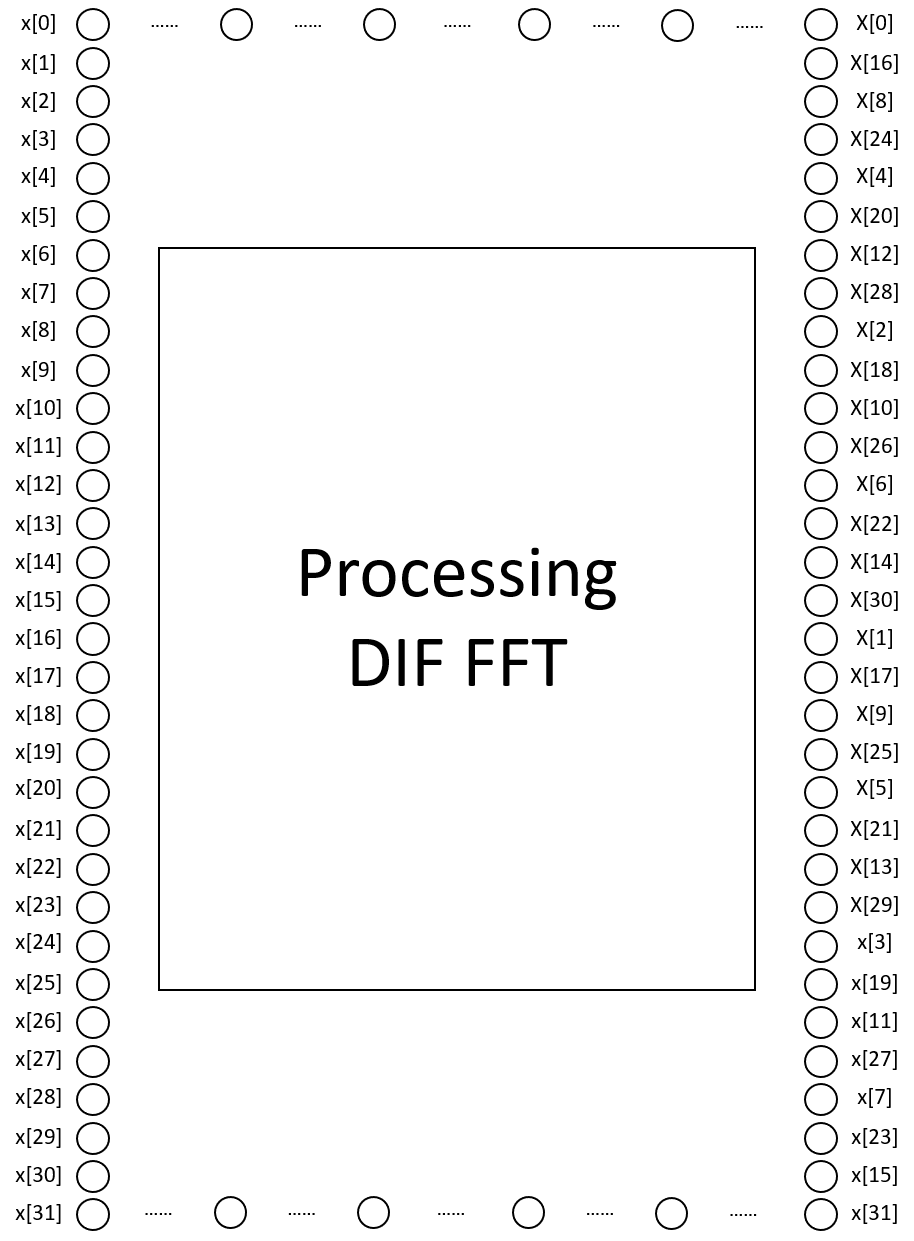 x[0] ...... ...... ...... ...... ...... X[0]
x[1] X[16]
x[2] X[8]
x[3] X[24]
x[4] X[4]
x[5] X[20]
x[6] X[12]
x[7] X[28]
x[8] X[2]
x[9] X[18]
x[10] X[10]
x[11] X[26]
x[12] X[6]
x[13] X[22]
x[14] X[14]
x[15] X[30]
x[16] X[1]
x[17] X[17]
x[18] X[9]
x[19] X[25]
x[20] X[5]
x[21] X[21]
x[22] X[13]
x[23] X[29]
x[24] x[3]
x[25] x[19]
x[26] x[11]
x[27] x[27]
x[28] x[7]
x[29] x[23]
x[30] x[15]
x[31] ...... ...... ...... ...... ...... x[31]
Processing
DIF FFT